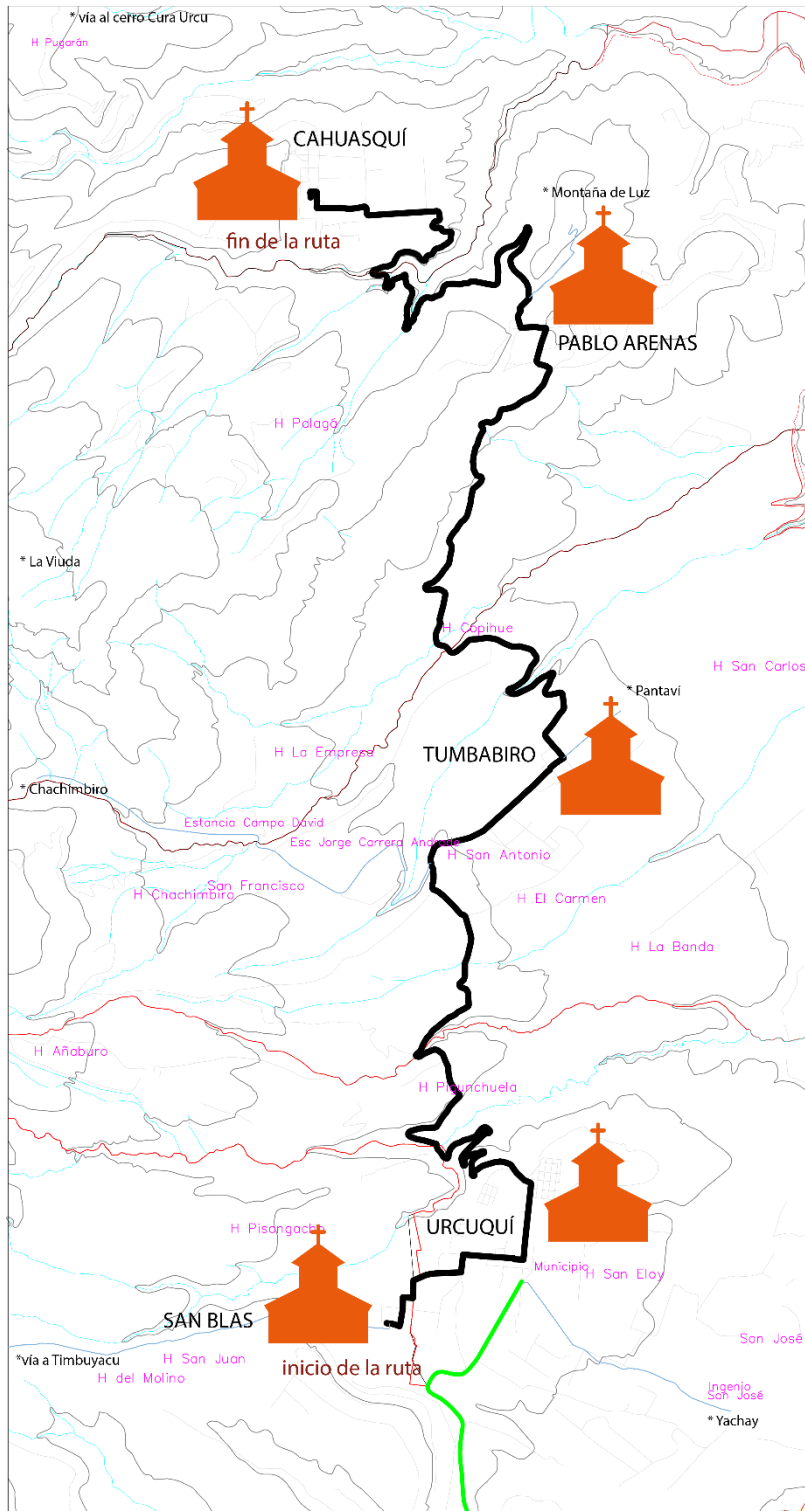 * vía al cerro Cura Urcu
H Pugarán
CAHUASQUÍ
* Montaña de Luz
fin de la ruta
PABLO ARENAS
H Palagá
* La Viuda
H Copihue
H San Carlos
* Pantaví
TUMBABIRO
H La Empresa
* Chachimbiro
Estancia Campo David
Esc Jorge Carrera Andrade
H San Antonio
San Francisco
H Chachimbiro
H El Carmen
H La Banda
H Añaburo
H Piqunchuela
H Pisangacho
URCUQUÍ
Municipio
H San Eloy
SAN BLAS
San José
*vía a Timbuyacu
H San Juan
inicio de la ruta
H del Molino
Ingenio
San José
* Yachay